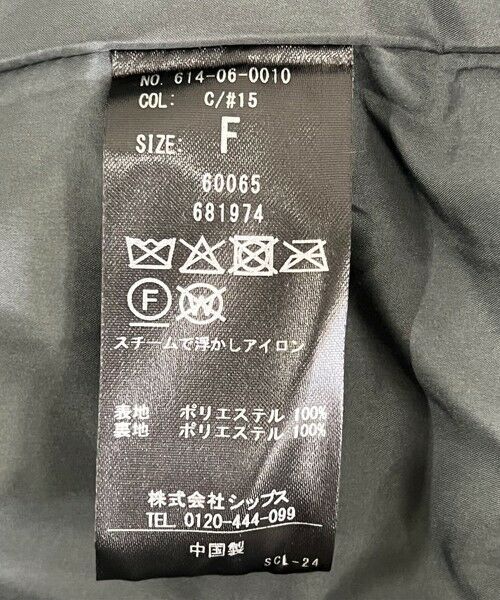 NO. 614-06-0010
COL: C/#15
SIZE: F
60065
681974
F W
スチームで浮かしアイロン
表地 ポリエステル 100%
裏地 ポリエステル 100%
株式会社シップス
TEL 0120-444-099
中国製 SCL-24